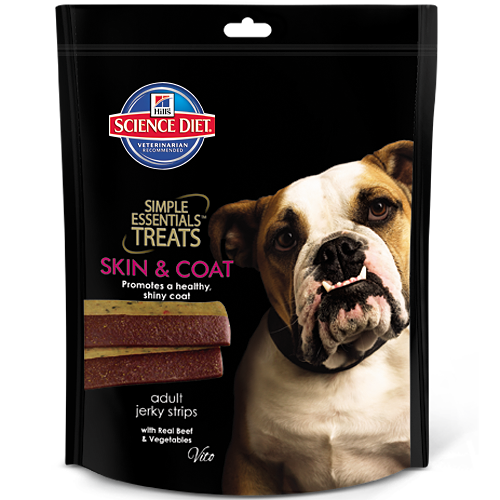 Hill's
SCIENCE DIET.
VETERINARIAN
RECOMMENDED
SIMPLE
ESSENTIALS™
TREATS
SKIN & COAT
Promotes a healthy,
shiny coat
adult
jerky strips
with Real Beef
& Vegetables
Vito